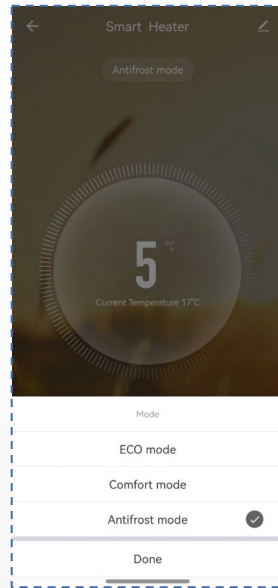 Smart Heater
Antifrost mode
5 °C
Current Temperature 17°C
Mode
ECO mode
Comfort mode
Antifrost mode
Done